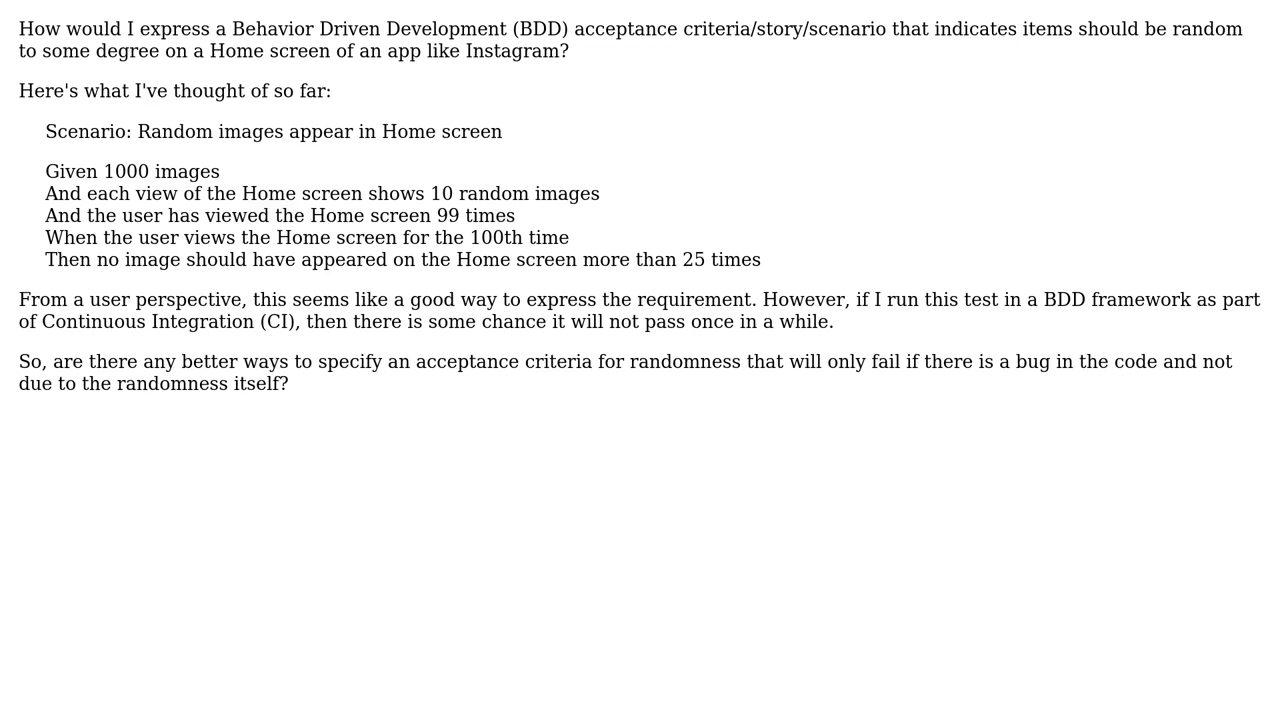 How would I express a Behavior Driven Development (BDD) acceptance criteria/story/scenario that indicates items should be random
to some degree on a Home screen of an app like Instagram?
Here's what I've thought of so far:
Scenario: Random images appear in Home screen
Given 1000 images
And each view of the Home screen shows 10 random images
And the user has viewed the Home screen 99 times
When the user views the Home screen for the 100th time
Then no image should have appeared on the Home screen more than 25 times
From a user perspective, this seems like a good way to express the requirement. However, if I run this test in a BDD framework as part
of Continuous Integration (CI), then there is some chance it will not pass once in a while.
So, are there any better ways to specify an acceptance criteria for randomness that will only fail if there is a bug in the code and not
due to the randomness itself?